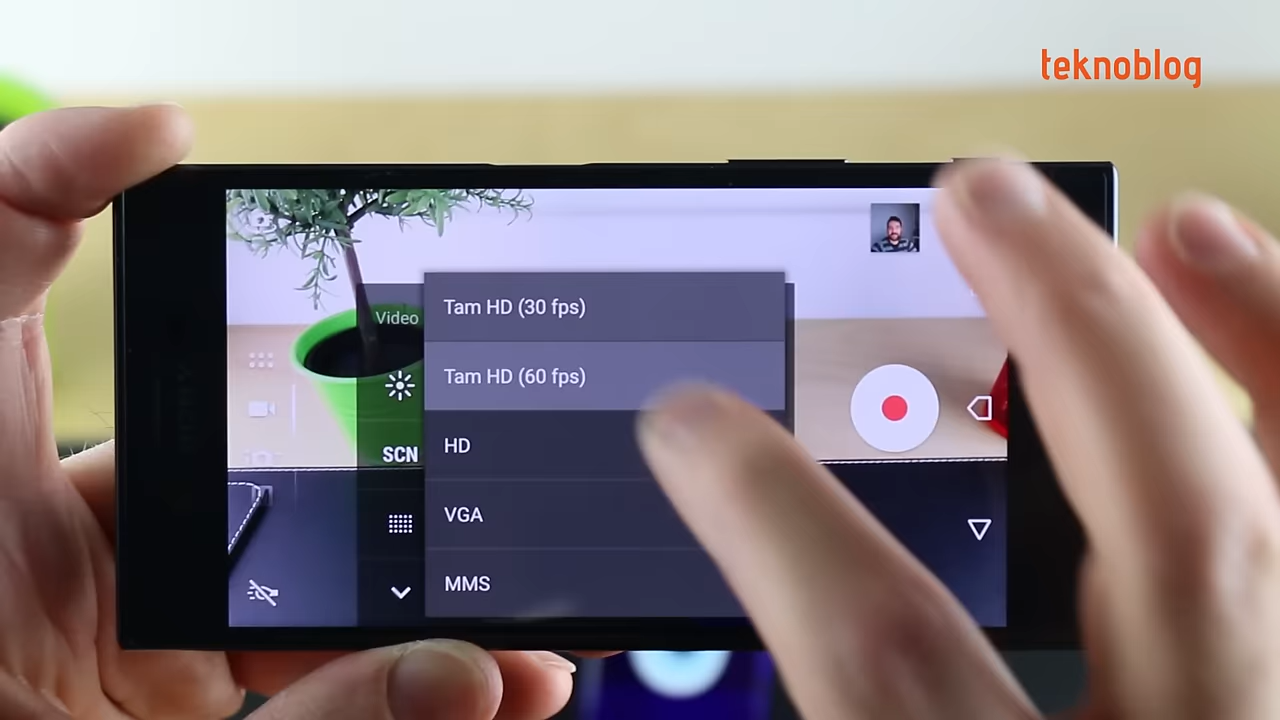 teknoblog
Video
Tam HD (30 fps)
Tam HD (60 fps)
SCN
HD
VGA
MMS